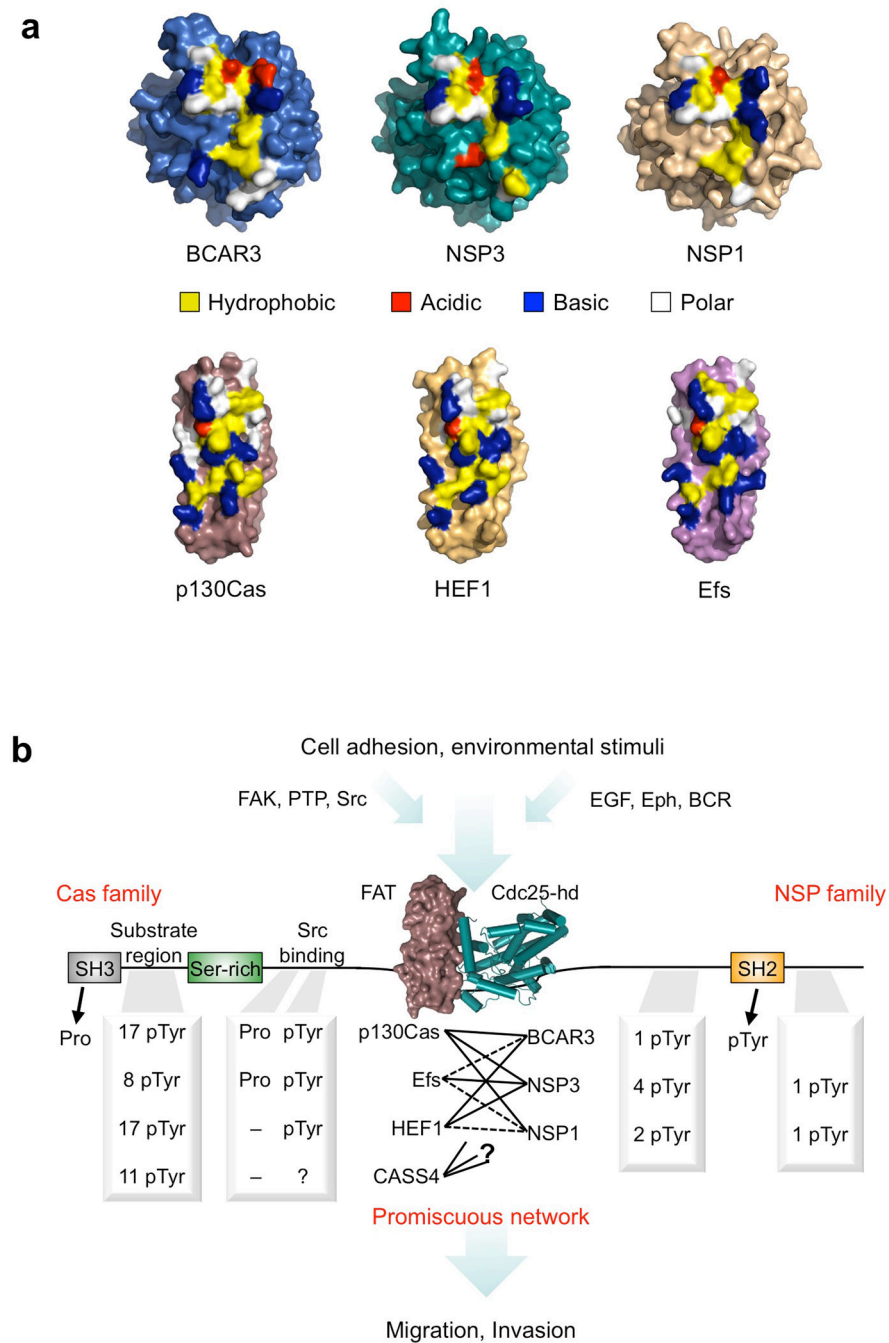 a
BCAR3 NSP3 NSP1
Hydrophobic Acidic Basic Polar
p130Cas HEF1 Efs
b
Cell adhesion, environmental stimuli
FAK, PTP, Src EGF, Eph, BCR
Cas family FAT Cdc25-hd NSP family
Substrate region Src binding
SH3 Ser-rich SH2
Pro 17 pTyr Pro pTyr p130Cas BCAR3 1 pTyr pTyr
8 pTyr Pro pTyr Efs NSP3 4 pTyr 1 pTyr
17 pTyr – pTyr HEF1 NSP1 2 pTyr 1 pTyr
?
11 pTyr – ? CASS4
Promiscuous network
Migration, Invasion